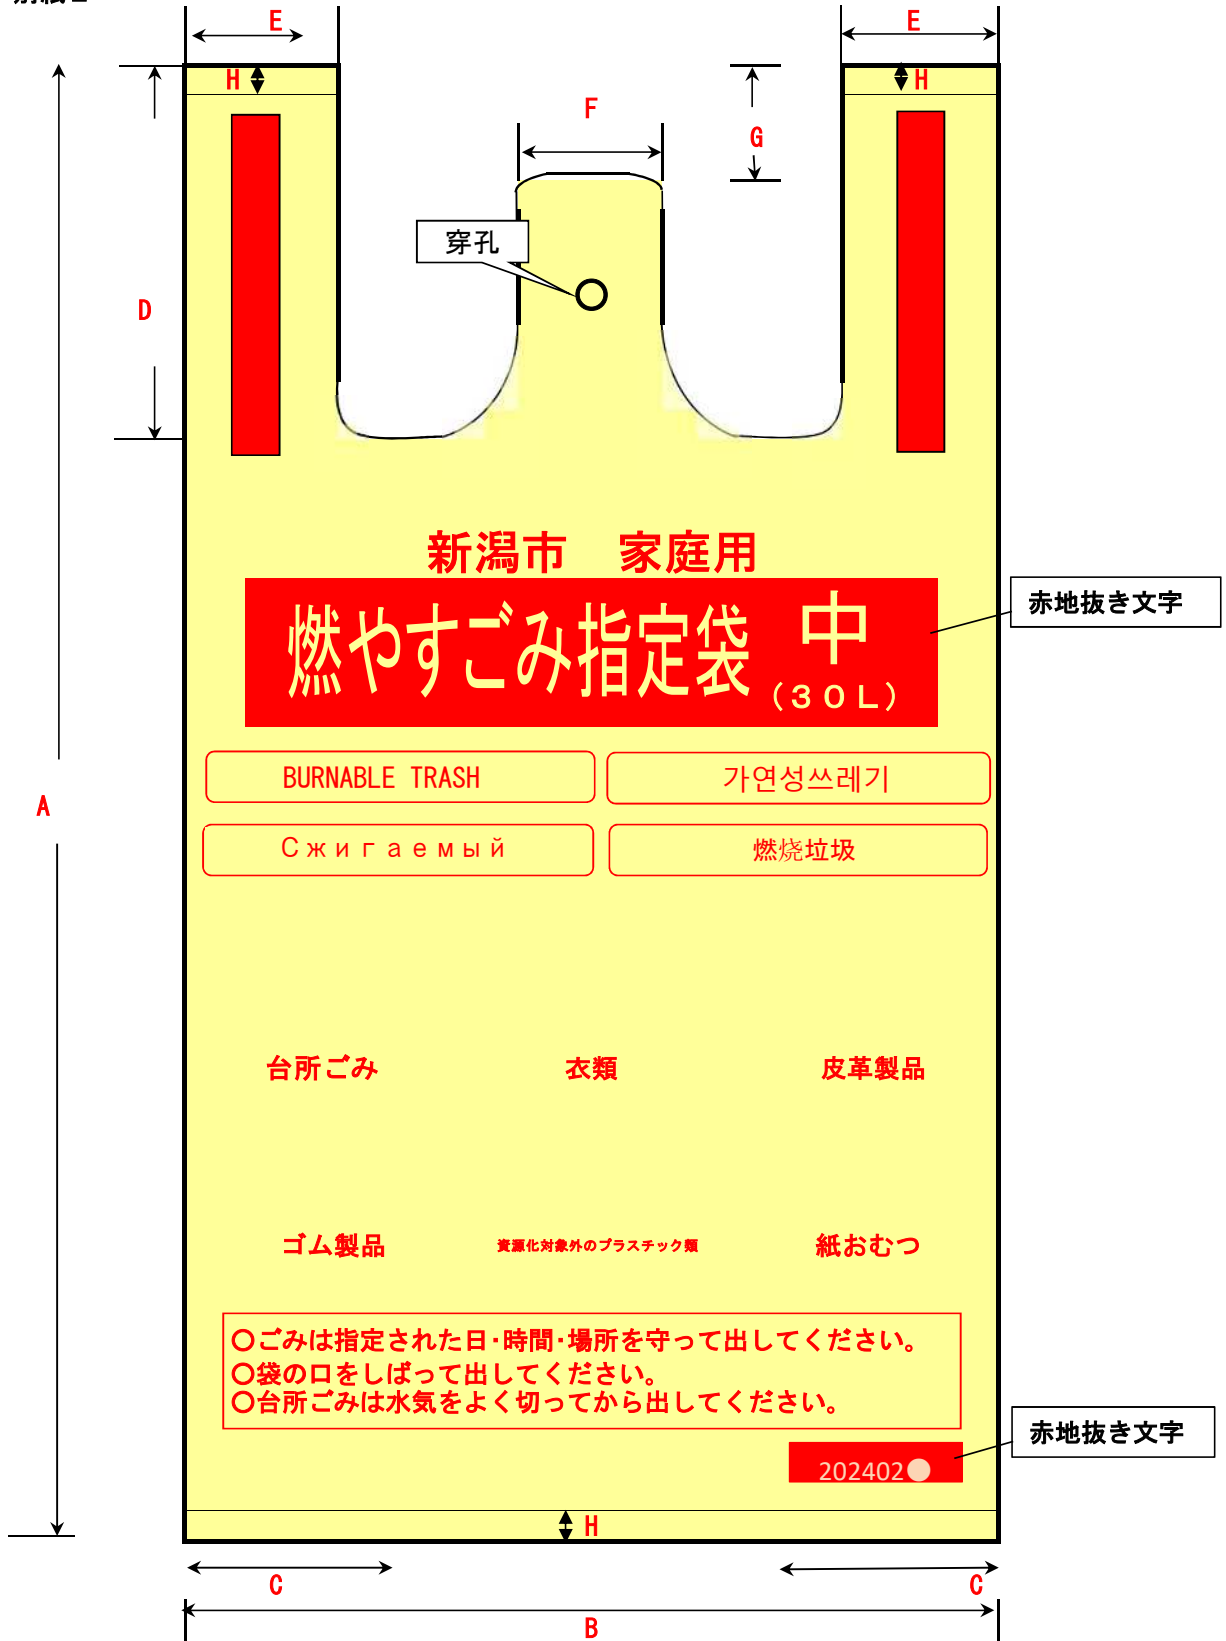 E
E
H
H
F
G
穿孔
D
新潟市　家庭用
燃やすごみ指定袋 中
（３０Ｌ）
赤地抜き文字
BURNABLE TRASH
가연성쓰레기
A
Сжигаемый
燃烧垃圾
台所ごみ
衣類
皮革製品
ゴム製品
資源化対象外のプラスチック類
紙おむつ
〇ごみは指定された日・時間・場所を守って出してください。
〇袋の口をしばって出してください。
〇台所ごみは水気をよく切ってから出してください。
赤地抜き文字
202402●
H
C
C
B